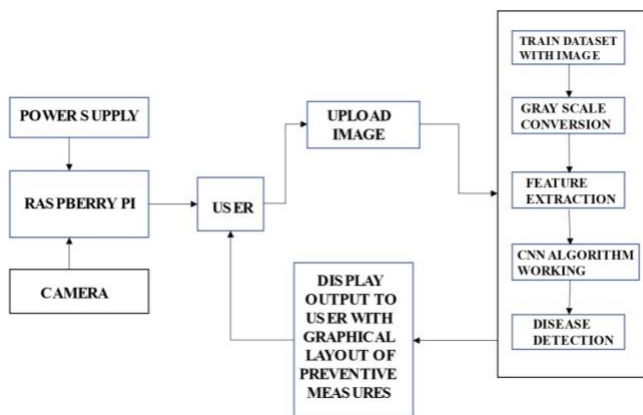 TRAIN DATASET
WITH IMAGE
POWER SUPPLY
UPLOAD
IMAGE
GRAY SCALE
CONVERSION
RASPBERRY PI
USER
FEATURE
EXTRACTION
CAMERA
DISPLAY
OUTPUT TO
USER WITH
GRAPHICAL
LAYOUT OF
PREVENTIVE
MEASURES
CNN ALGORITHM
WORKING
DISEASE
DETECTION